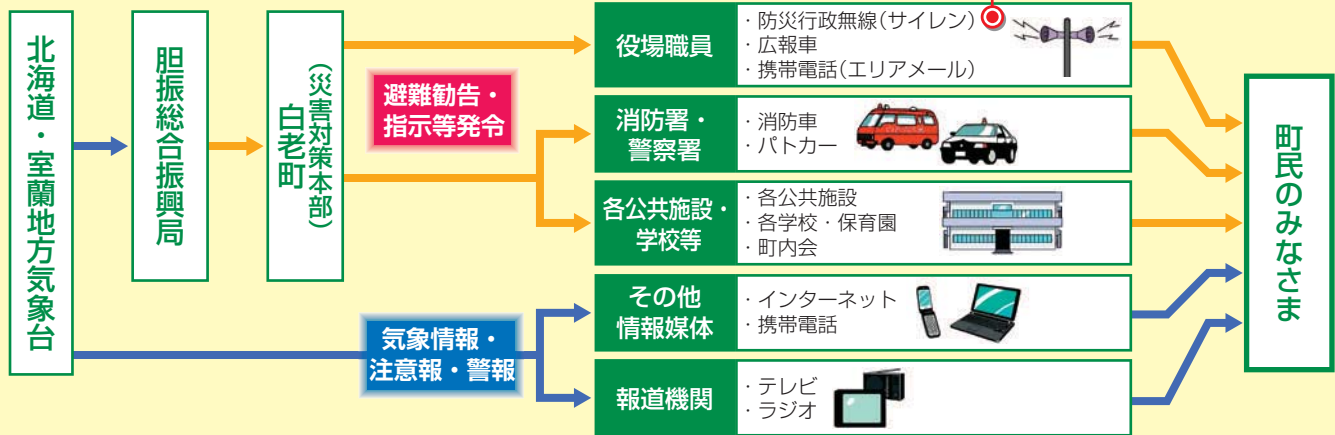 北海道・室蘭地方気象台
胆振総合振興局
白老町
（災害対策本部）
避難勧告・
指示等発令
気象情報・
注意報・警報
役場職員
・防災行政無線（サイレン）
・広報車
・携帯電話（エリアメール）
消防署・
警察署
・消防車
・パトカー
各公共施設・
学校等
・各公共施設
・各学校・保育園
・町内会
その他
情報媒体
・インターネット
・携帯電話
報道機関
・テレビ
・ラジオ
町民のみなさま